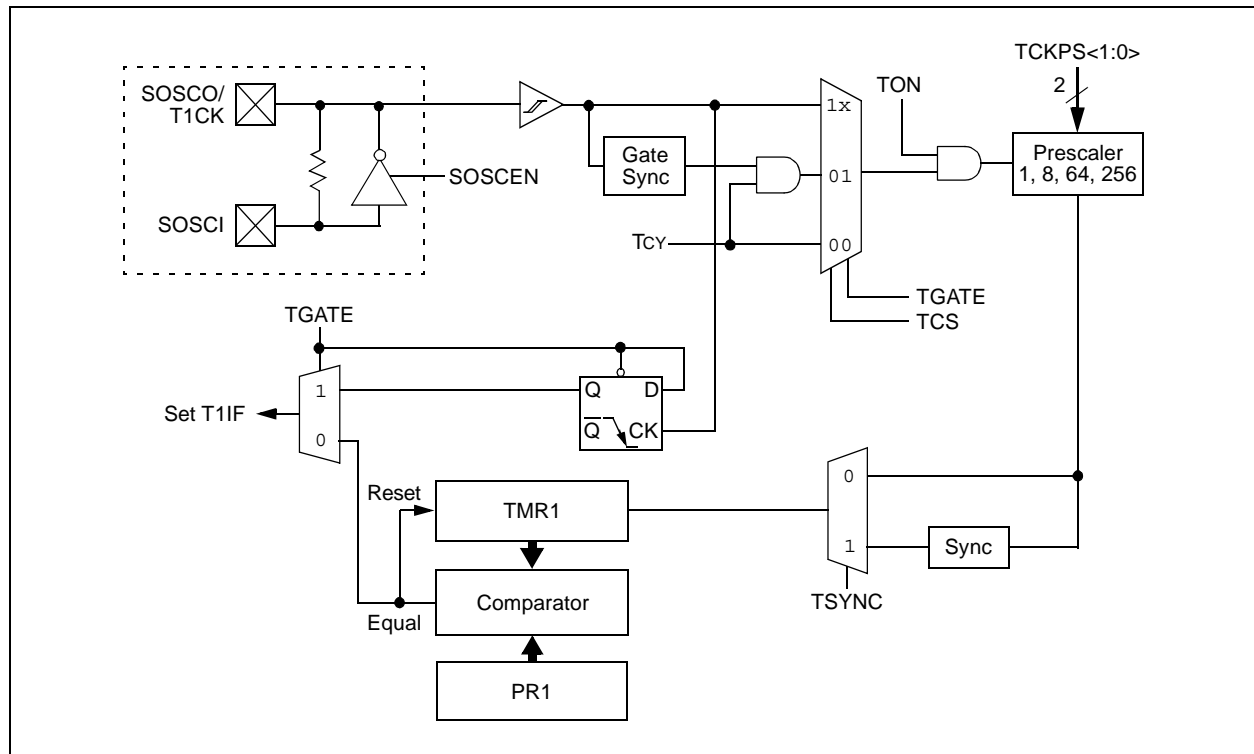 TCKPS<1:0>
SOSCO/
T1CK
TON
2
1x
Gate
Sync
Prescaler
1, 8, 64, 256
SOSCEN
01
SOSCI
TCY
00
TGATE
TCS
TGATE
1
Q
D
Set T1IF
Q
CK
0
0
Reset
TMR1
1
Sync
Comparator
TSYNC
Equal
PR1